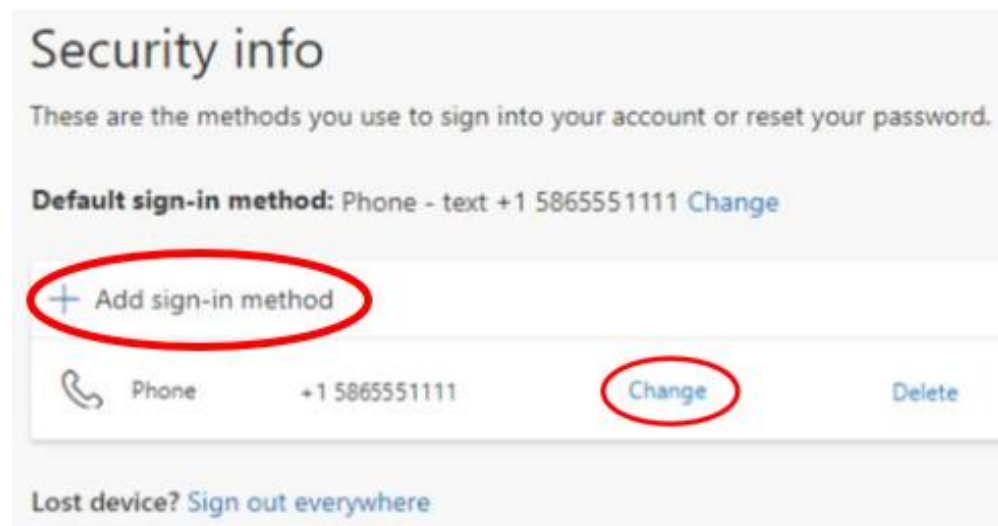 Security info
These are the methods you use to sign into your account or reset your password.
Default sign-in method: Phone - text +1 5865551111 Change
+ Add sign-in method
Phone +1 5865551111 Change Delete
Lost device? Sign out everywhere